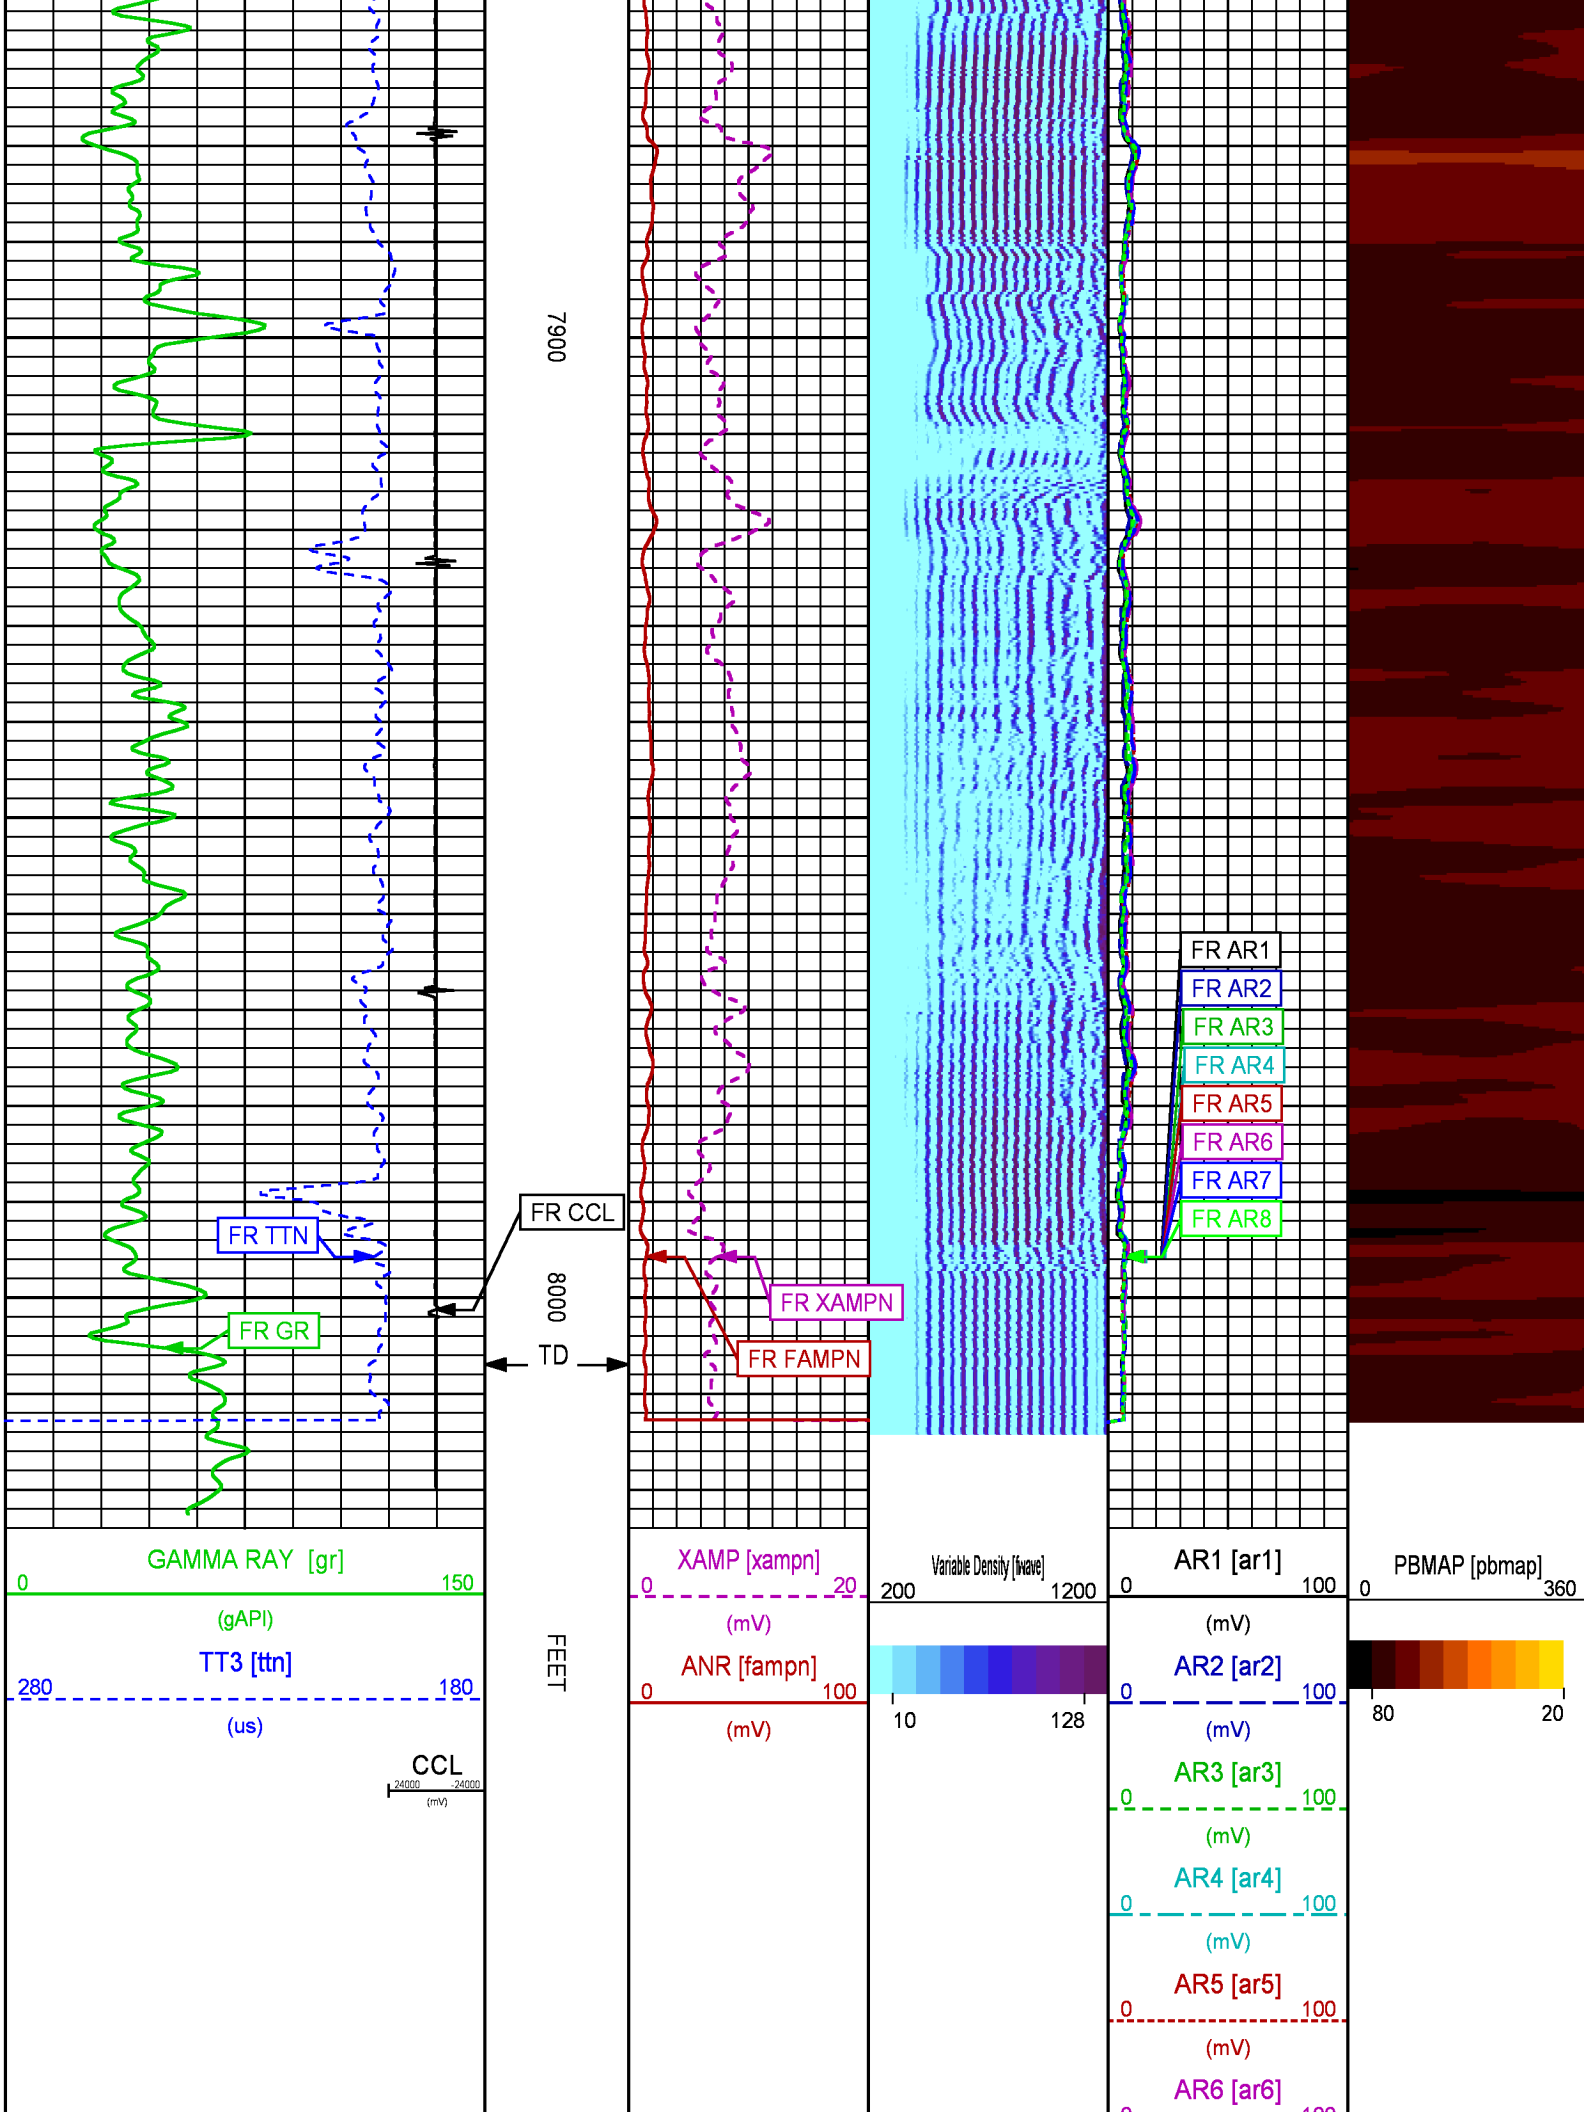 7900
FR AR1
FR AR2
FR AR3
FR AR4
FR AR5
FR AR6
FR AR7
FR AR8
FR CCL
FR TTN
8000
FR XAMPN
FR GR
TD
FR FAMPN
GAMMA RAY [gr]
0 150
(gAPI)
TT3 [ttn]
280 180
(us)
CCL
24000 -24000
(mV)
FEET
XAMP [xampn]
0 20
(mV)
ANR [fampn]
0 100
(mV)
Variable Density [fwave]
200 1200
10 128
AR1 [ar1]
0 100
(mV)
AR2 [ar2]
0 100
(mV)
AR3 [ar3]
0 100
(mV)
AR4 [ar4]
0 100
(mV)
AR5 [ar5]
0 100
(mV)
AR6 [ar6]
0 100
PBMAP [pbmap]
0 360
80 20